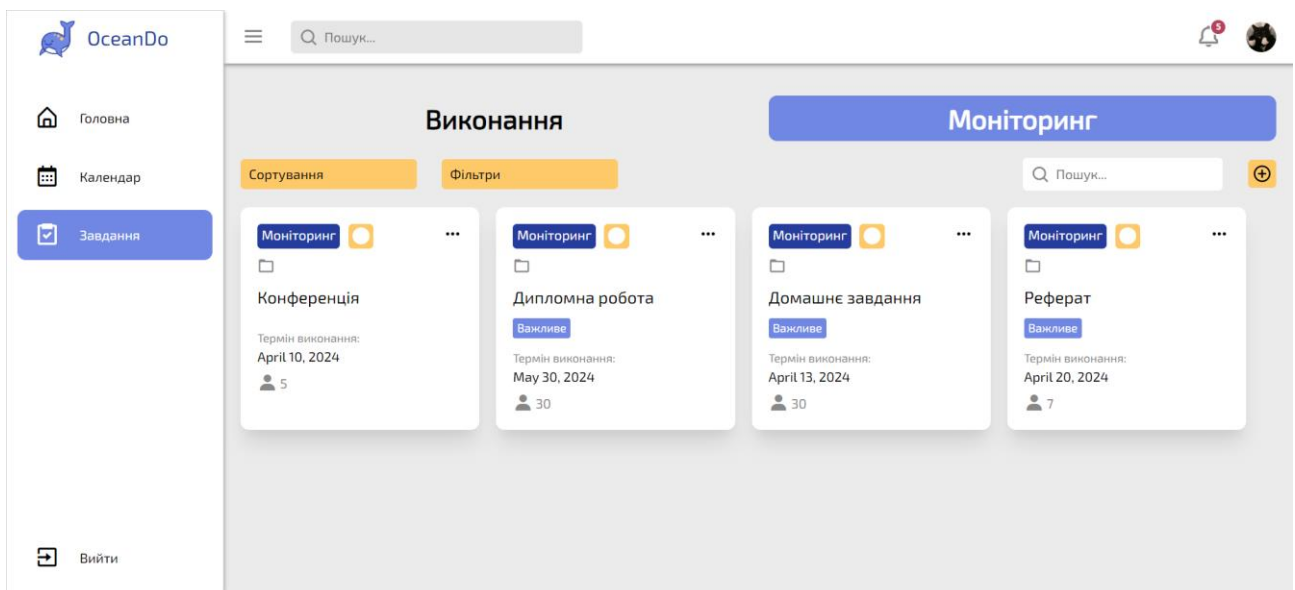 OceanDo
Пошук...
5
Головна
Календар
Завдання
Вийти
Виконання
Моніторинг
Сортування
Фільтри
Пошук...
Моніторинг
Конференція
Термін виконання:
April 10, 2024
5
Моніторинг
Дипломна робота
Важливе
Термін виконання:
May 30, 2024
30
Моніторинг
Домашнє завдання
Важливе
Термін виконання:
April 13, 2024
30
Моніторинг
Реферат
Важливе
Термін виконання:
April 20, 2024
7